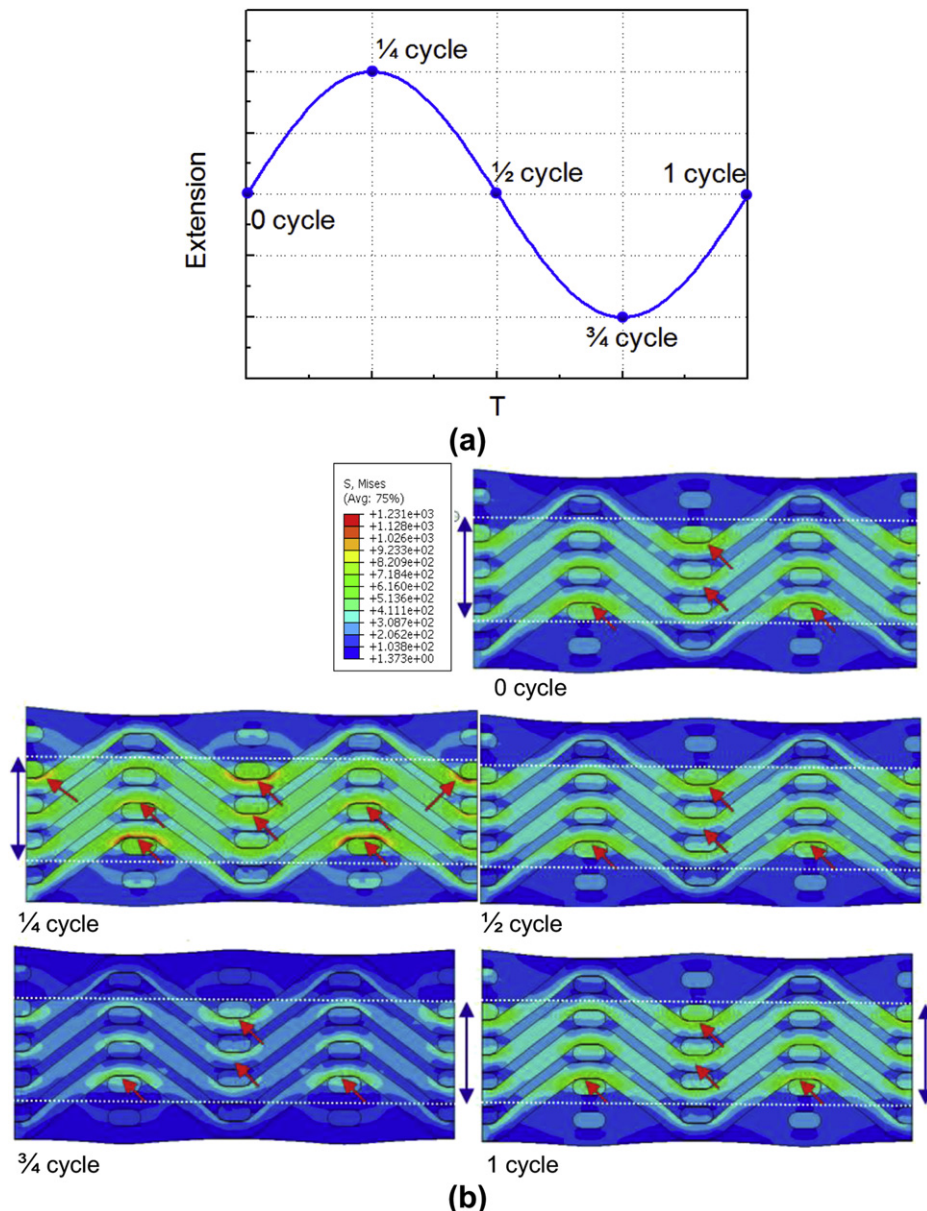 ¼ cycle
½ cycle
1 cycle
0 cycle
¾ cycle
Extension
T
(a)
S, Mises
(Avg: 75%)
+1.231e+03
+1.128e+03
+1.026e+03
+9.233e+02
+8.209e+02
+7.184e+02
+6.160e+02
+5.136e+02
+4.111e+02
+3.087e+02
+2.062e+02
+1.038e+02
+1.373e+00
0 cycle
¼ cycle
½ cycle
¾ cycle
1 cycle
(b)